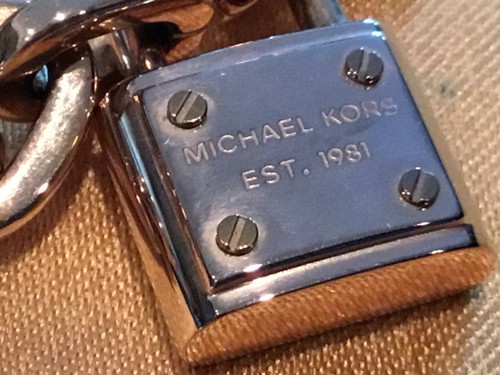 MICHAEL KORS
EST. 1981